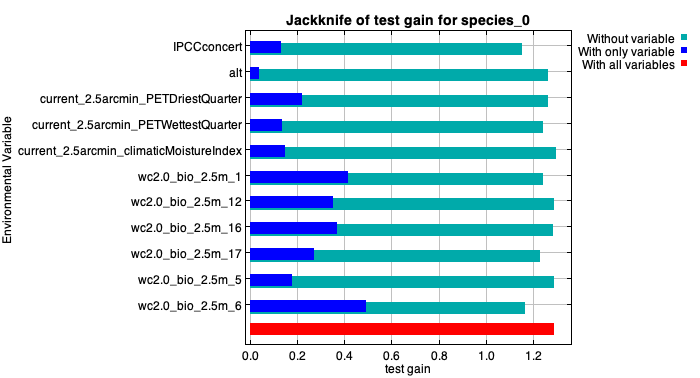 Jackknife of test gain for species_0
Without variable
With only variable
With all variables
Environmental Variable
IPCCconcert
alt
current_2.5arcmin_PETDriestQuarter
current_2.5arcmin_PETWettestQuarter
current_2.5arcmin_climaticMoistureIndex
wc2.0_bio_2.5m_1
wc2.0_bio_2.5m_12
wc2.0_bio_2.5m_16
wc2.0_bio_2.5m_17
wc2.0_bio_2.5m_5
wc2.0_bio_2.5m_6
0.0 0.2 0.4 0.6 0.8 1.0 1.2
test gain